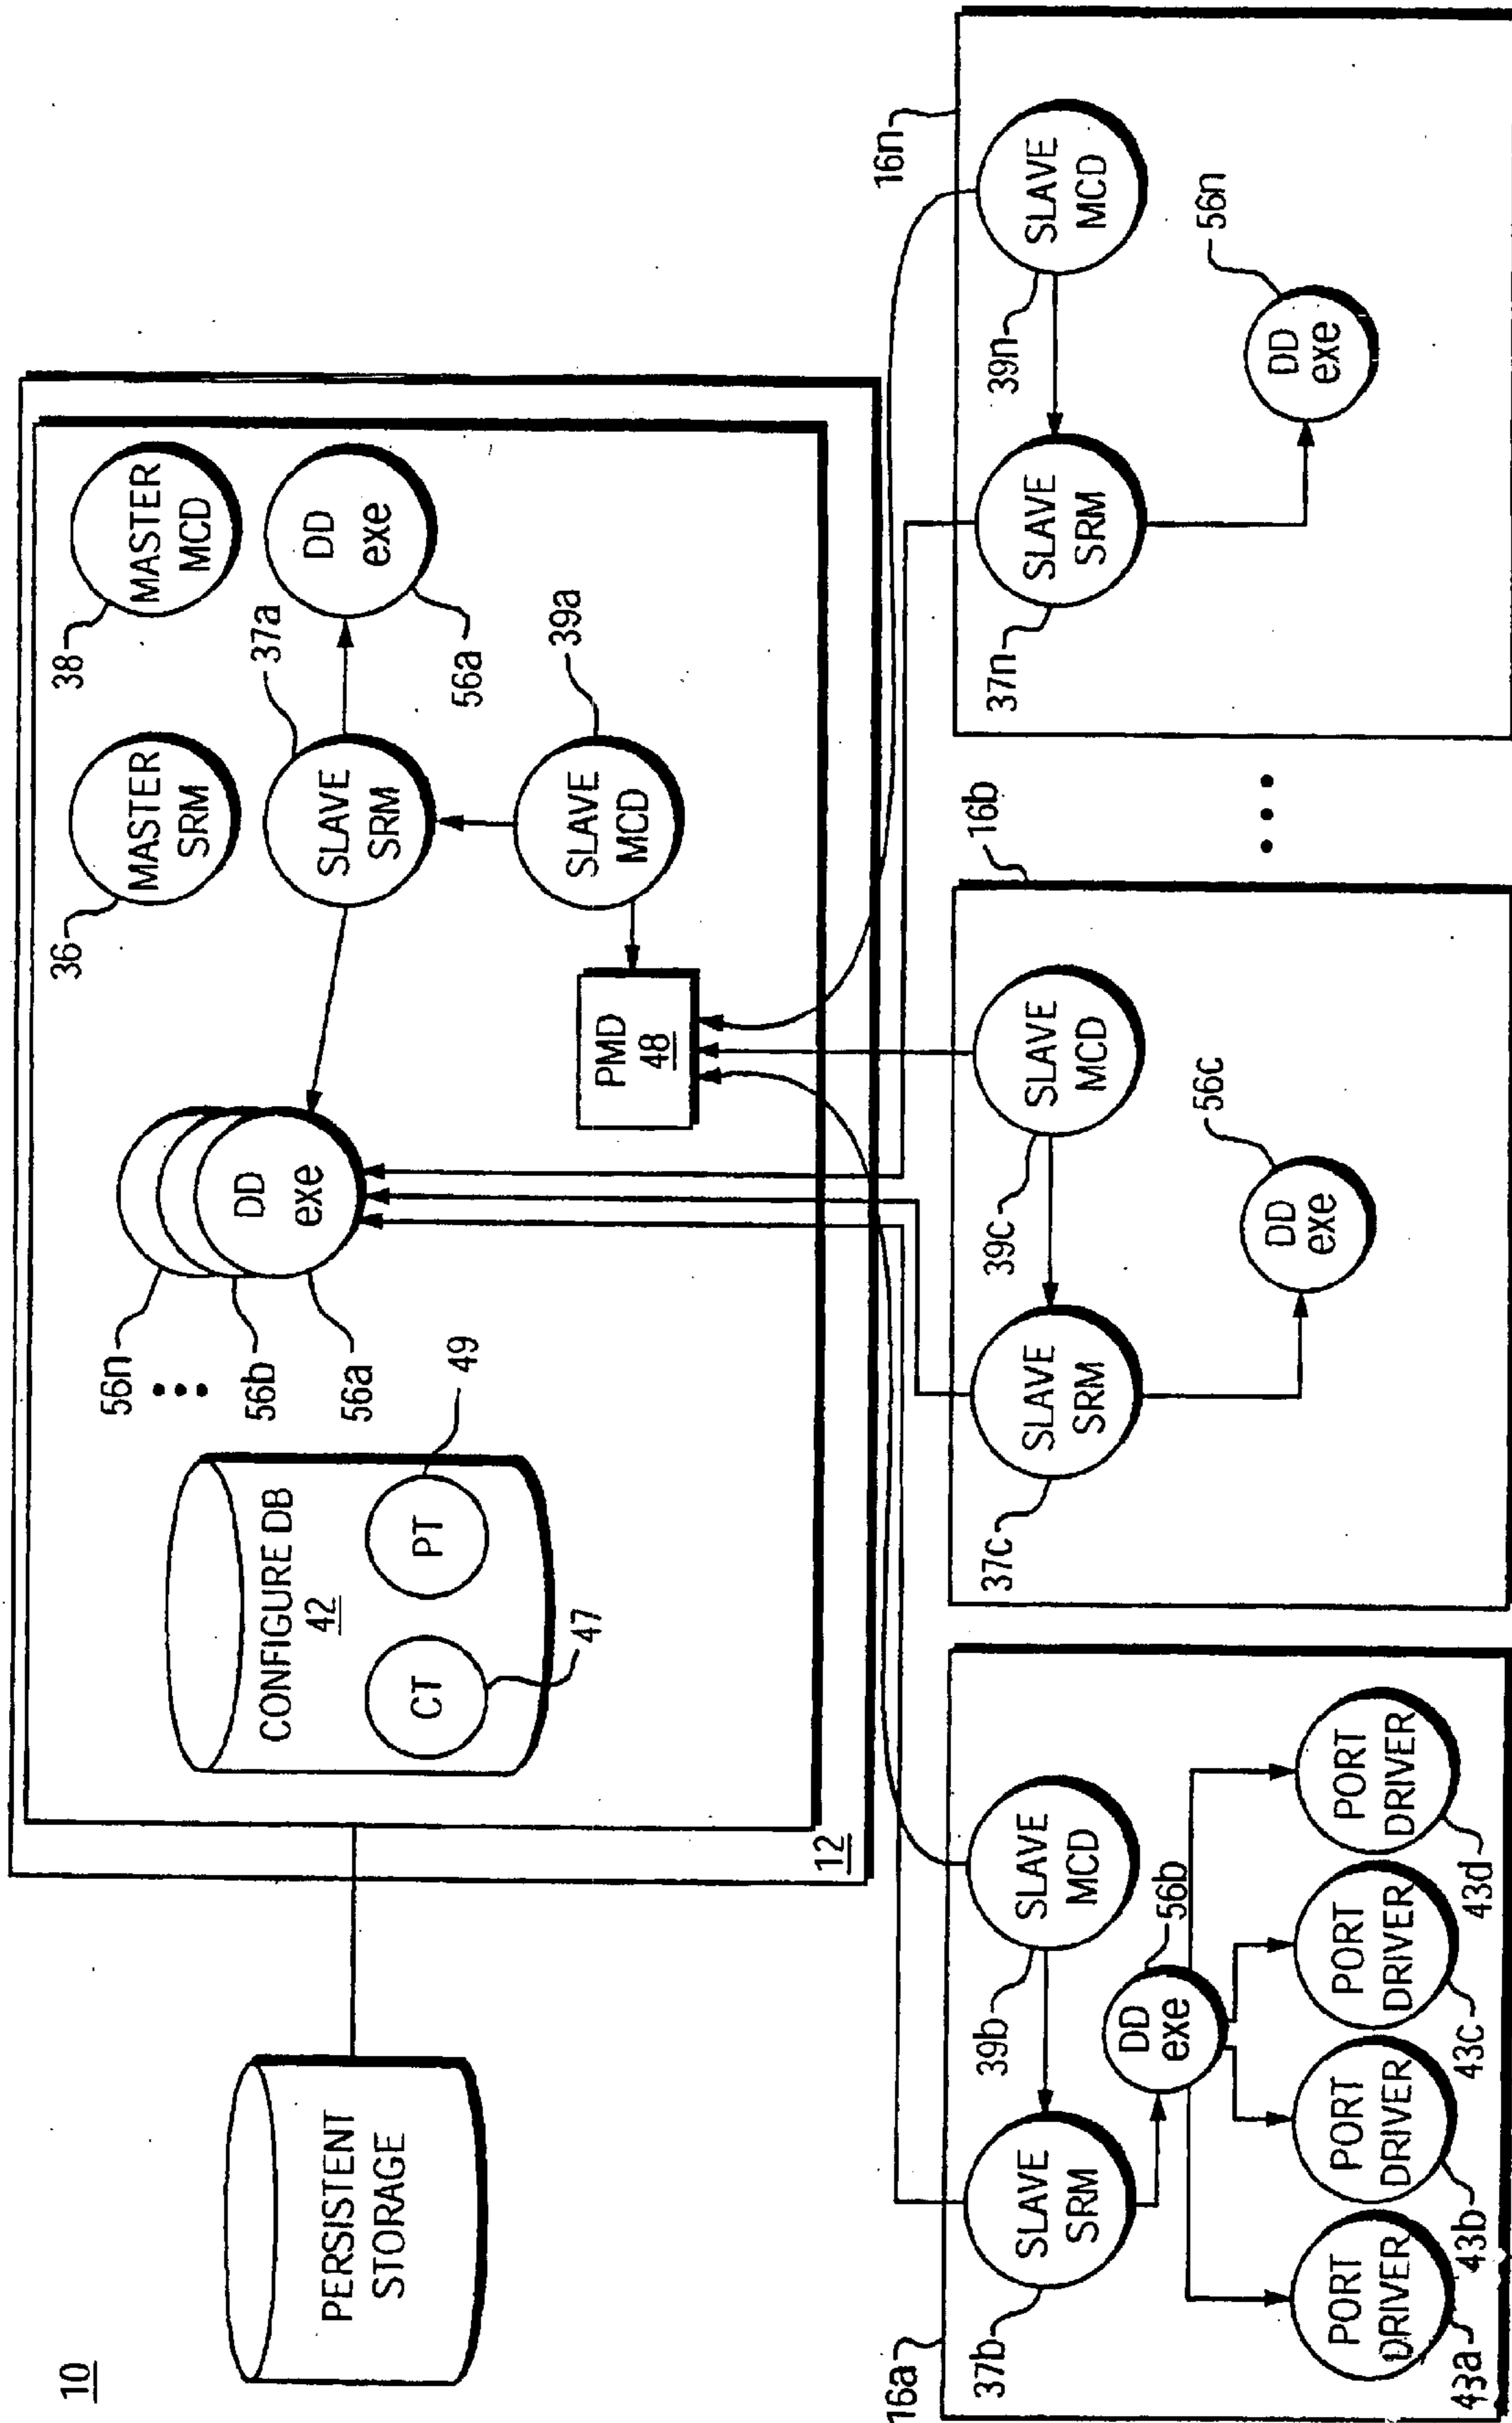 10
PERSISTENT
STORAGE
12
CONFIGURE DB
42
CT
PT
47
49
56n
56b
56a
DD
exe
36
MASTER
SRM
38
MASTER
MCD
SLAVE
SRM
37a
DD
exe
56a
SLAVE
MCD
39a
PMD
48
16a
SLAVE
SRM
37b
39b
SLAVE
MCD
DD
exe
56b
PORT
DRIVER
43a
PORT
DRIVER
43b
PORT
DRIVER
43c
PORT
DRIVER
43d
16b
SLAVE
SRM
37c
39c
SLAVE
MCD
DD
exe
56c
16n
SLAVE
SRM
37n
39n
SLAVE
MCD
DD
exe
56n